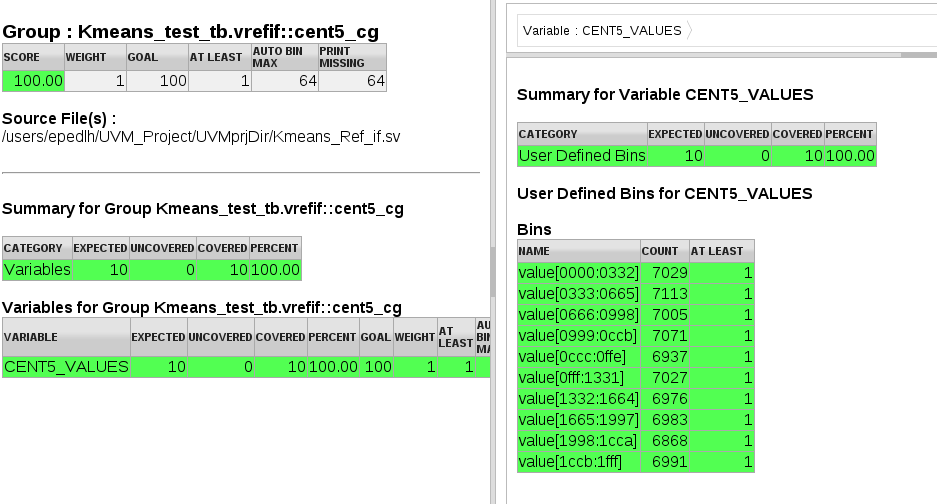 Group : Kmeans_test_tb.vrefif::cent5_cg
SCORE WEIGHT GOAL AT LEAST AUTO BIN MAX PRINT MISSING
100.00 1 100 1 64 64
Source File(s) :
/users/epedlh/UVM_Project/UVMprjDir/Kmeans_Ref_if.sv
Summary for Group Kmeans_test_tb.vrefif::cent5_cg
CATEGORY EXPECTED UNCOVERED COVERED PERCENT
Variables 10 0 10 100.00
Variables for Group Kmeans_test_tb.vrefif::cent5_cg
VARIABLE EXPECTED UNCOVERED COVERED PERCENT GOAL WEIGHT AT LEAST AU BIN MA
CENT5_VALUES 10 0 10 100.00 100 1 1
Variable : CENT5_VALUES
Summary for Variable CENT5_VALUES
CATEGORY EXPECTED UNCOVERED COVERED PERCENT
User Defined Bins 10 0 10 100.00
User Defined Bins for CENT5_VALUES
Bins
NAME COUNT AT LEAST
value[0000:0332] 7029 1
value[0333:0665] 7113 1
value[0666:0998] 7005 1
value[0999:0ccb] 7071 1
value[0ccc:0ffe] 6937 1
value[0fff:1331] 7027 1
value[1332:1664] 6976 1
value[1665:1997] 6983 1
value[1998:1cca] 6868 1
value[1ccb:1fff] 6991 1